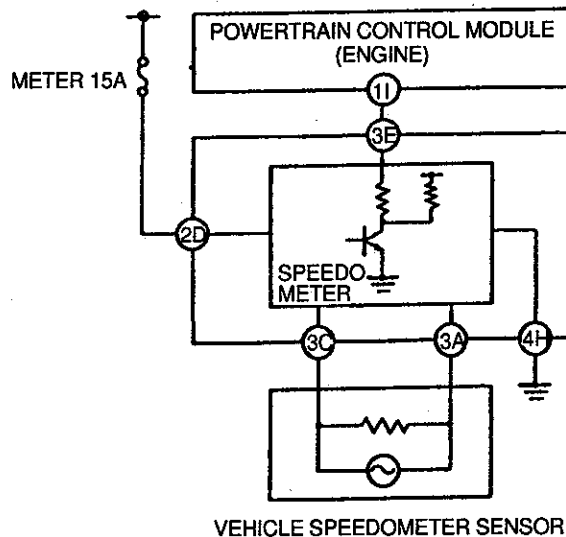 POWERTRAIN CONTROL MODULE
(ENGINE)
METER 15A
1I
3E
2D
SPEEDO
METER
3C
3A
4H
VEHICLE SPEEDOMETER SENSOR